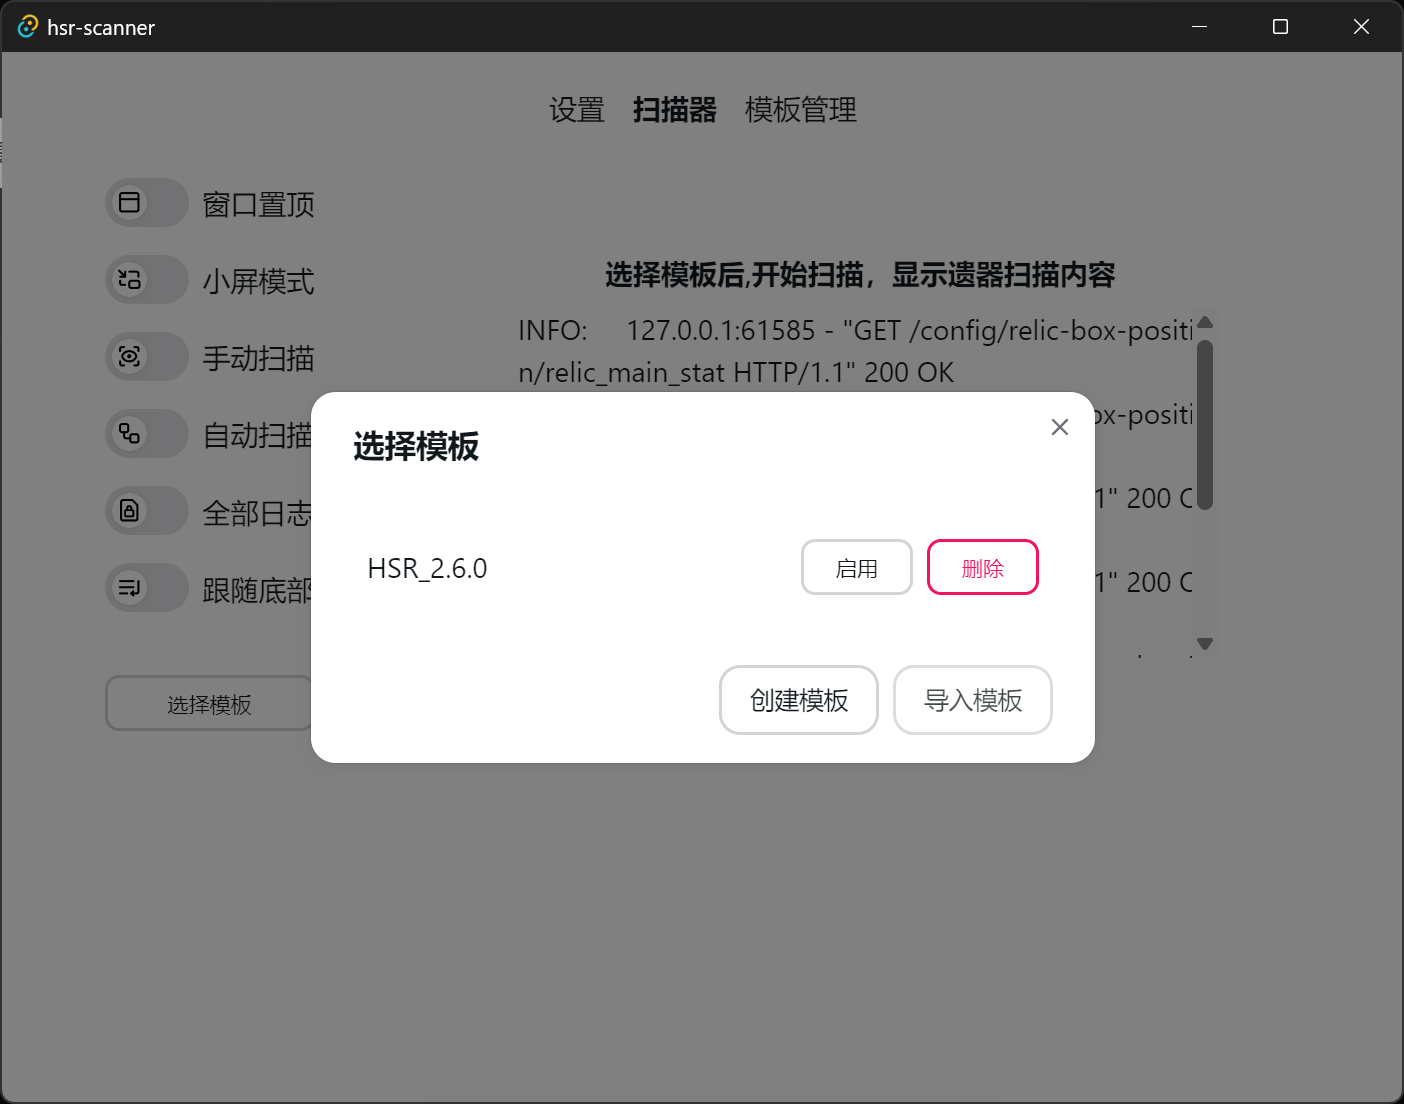 hsr-scanner
设置 扫描器 模板管理
窗口置顶
小屏模式
手动扫描
自动扫描
全部日志
跟随底部
选择模板
选择模板后,开始扫描，显示遗器扫描内容
INFO: 127.0.0.1:61585 - "GET /config/relic-box-positi
n/relic_main_stat HTTP/1.1" 200 OK
ox-positi
1" 200 O
1" 200 O
选择模板
HSR_2.6.0
启用
删除
创建模板
导入模板